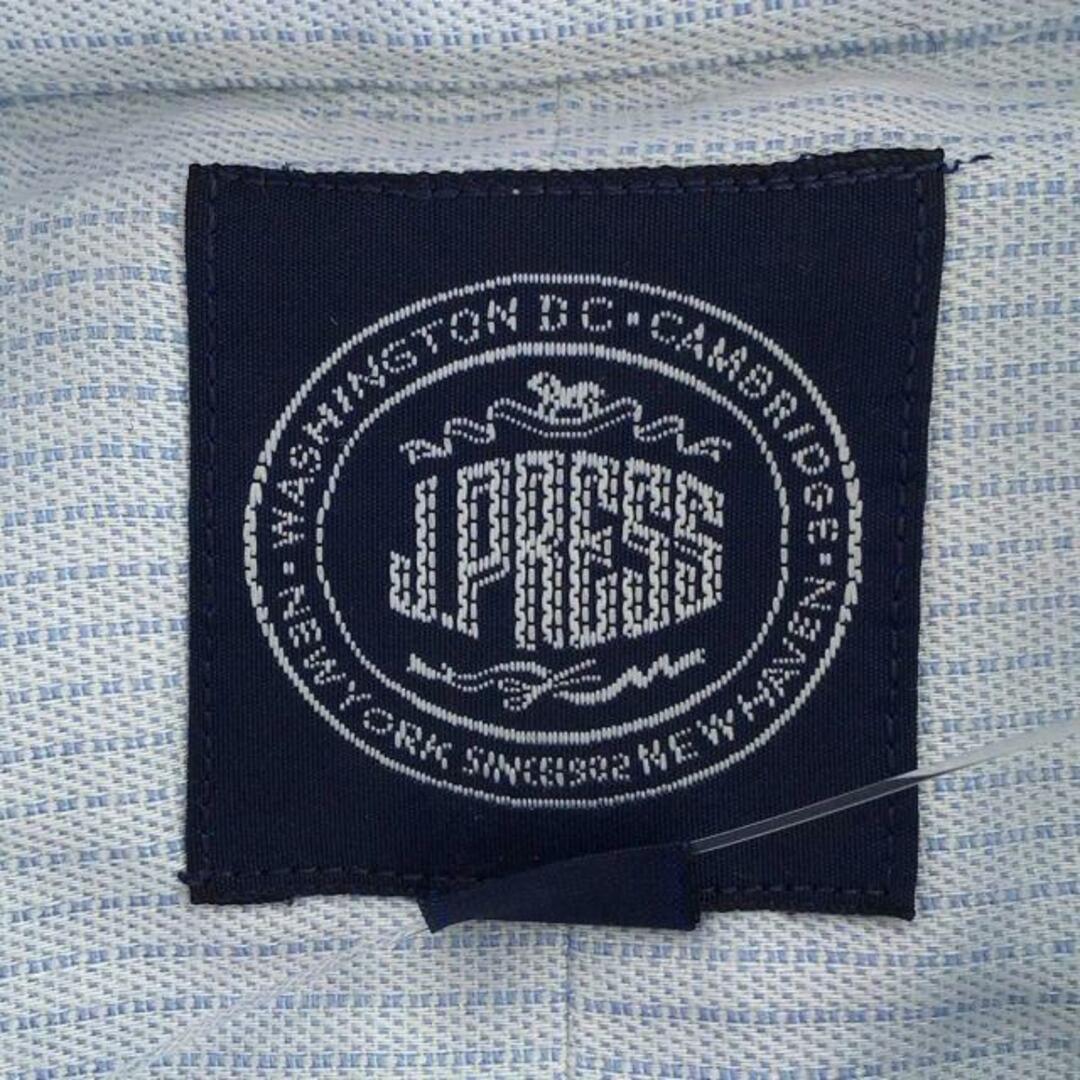 WASHINGTON DC · CAMBRIDGE ·
J.PRESS
· NEW YORK SINCE 1902 NEW HAVEN